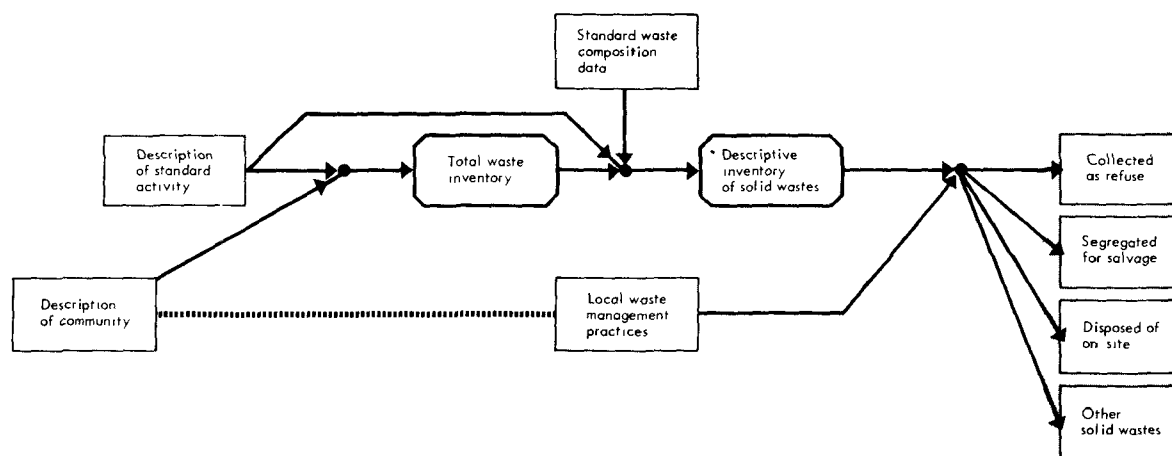 Standard waste
composition
data
Description
of standard
activity
Total waste
inventory
Descriptive
inventory
of solid wastes
Collected
as refuse
Segregated
for salvage
Description
of community
Local waste
management
practices
Disposed of
on site
Other
solid wastes